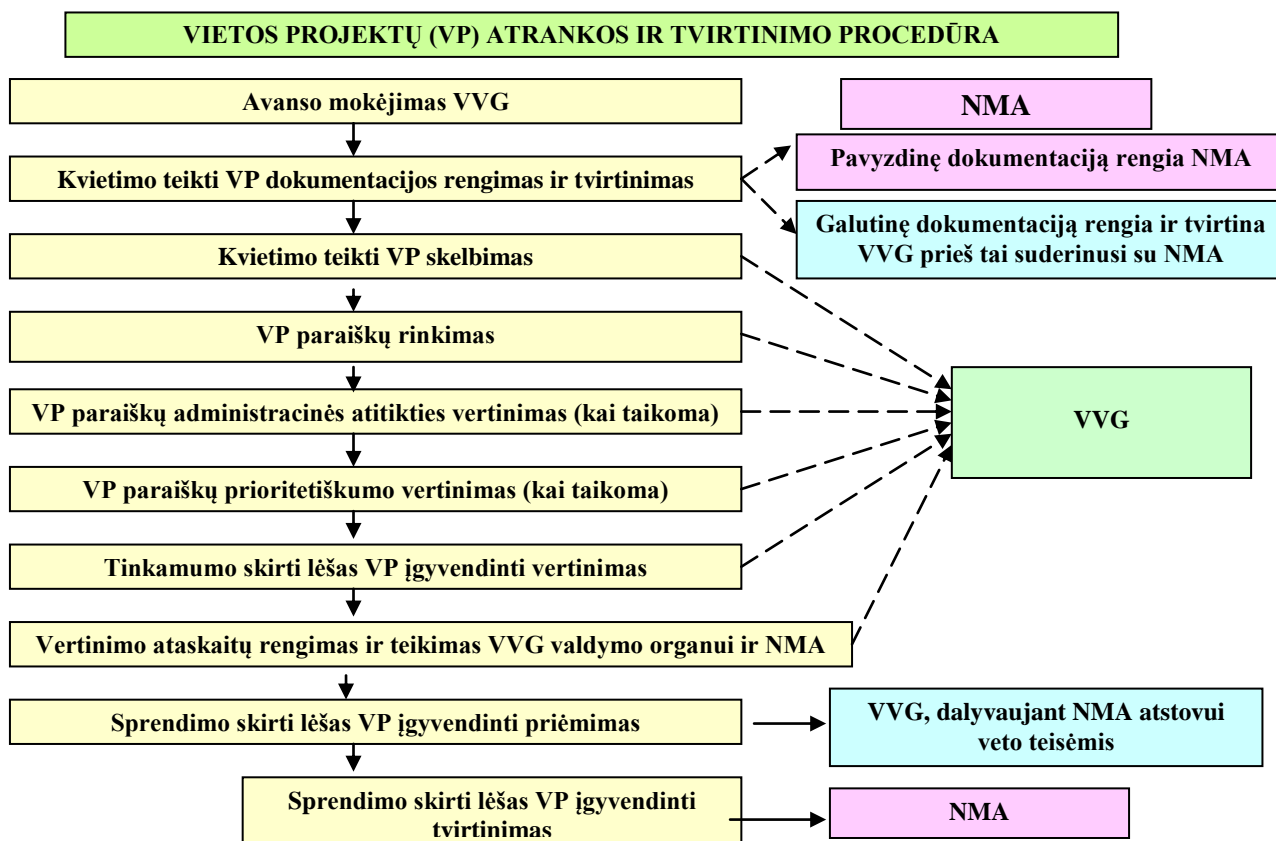 VIETOS PROJEKTŲ (VP) ATRANKOS IR TVIRTINIMO PROCEDŪRA
Avanso mokėjimas VVG
NMA
Kvietimo teikti VP dokumentacijos rengimas ir tvirtinimas
Pavyzdinę dokumentaciją rengia NMA
Galutinę dokumentaciją rengia ir tvirtina
VVG prieš tai suderinusi su NMA
Kvietimo teikti VP skelbimas
VP paraiškų rinkimas
VP paraiškų administracinės atitikties vertinimas (kai taikoma)
VVG
VP paraiškų prioritetiškumo vertinimas (kai taikoma)
Tinkamumo skirti lėšas VP įgyvendinti vertinimas
Vertinimo ataskaitų rengimas ir teikimas VVG valdymo organui ir NMA
Sprendimo skirti lėšas VP įgyvendinti priėmimas
VVG, dalyvaujant NMA atstovui
veto teisėmis
Sprendimo skirti lėšas VP įgyvendinti
tvirtinimas
NMA